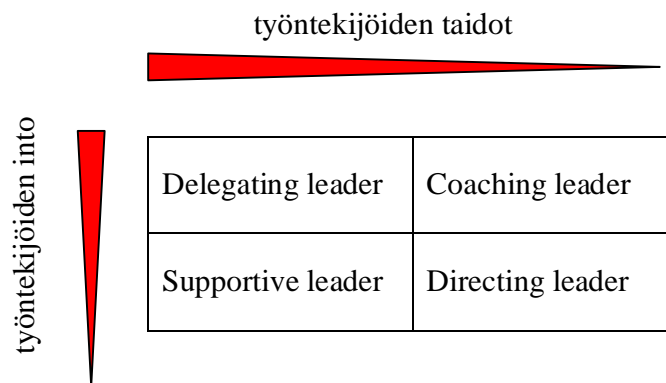 työntekijöiden taidot
työntekijöiden into
Delegating leader
Coaching leader
Supportive leader
Directing leader